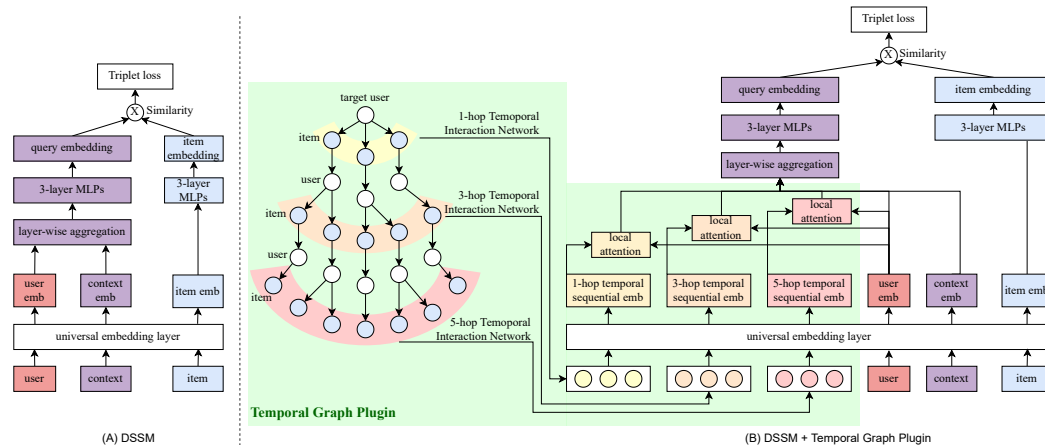 Triplet loss
X
Similarity
query embedding
item
embedding
3-layer MLPs
3-layer
MLPs
layer-wise aggregation
user
emb
context
emb
item emb
universal embedding layer
user
context
item
(A) DSSM
target user
item
user
item
user
item
1-hop Temoporal
Interaction Network
3-hop Temoporal
Interaction Network
5-hop Temoporal
Interaction Network
Temporal Graph Plugin
Triplet loss
X
Similarity
query embedding
item embedding
3-layer MLPs
3-layer MLPs
layer-wise aggregation
local
attention
local
attention
local
attention
1-hop temporal
sequential emb
3-hop temporal
sequential emb
5-hop temporal
sequential emb
user
emb
context
emb
item emb
universal embedding layer
user
context
item
(B) DSSM + Temporal Graph Plugin